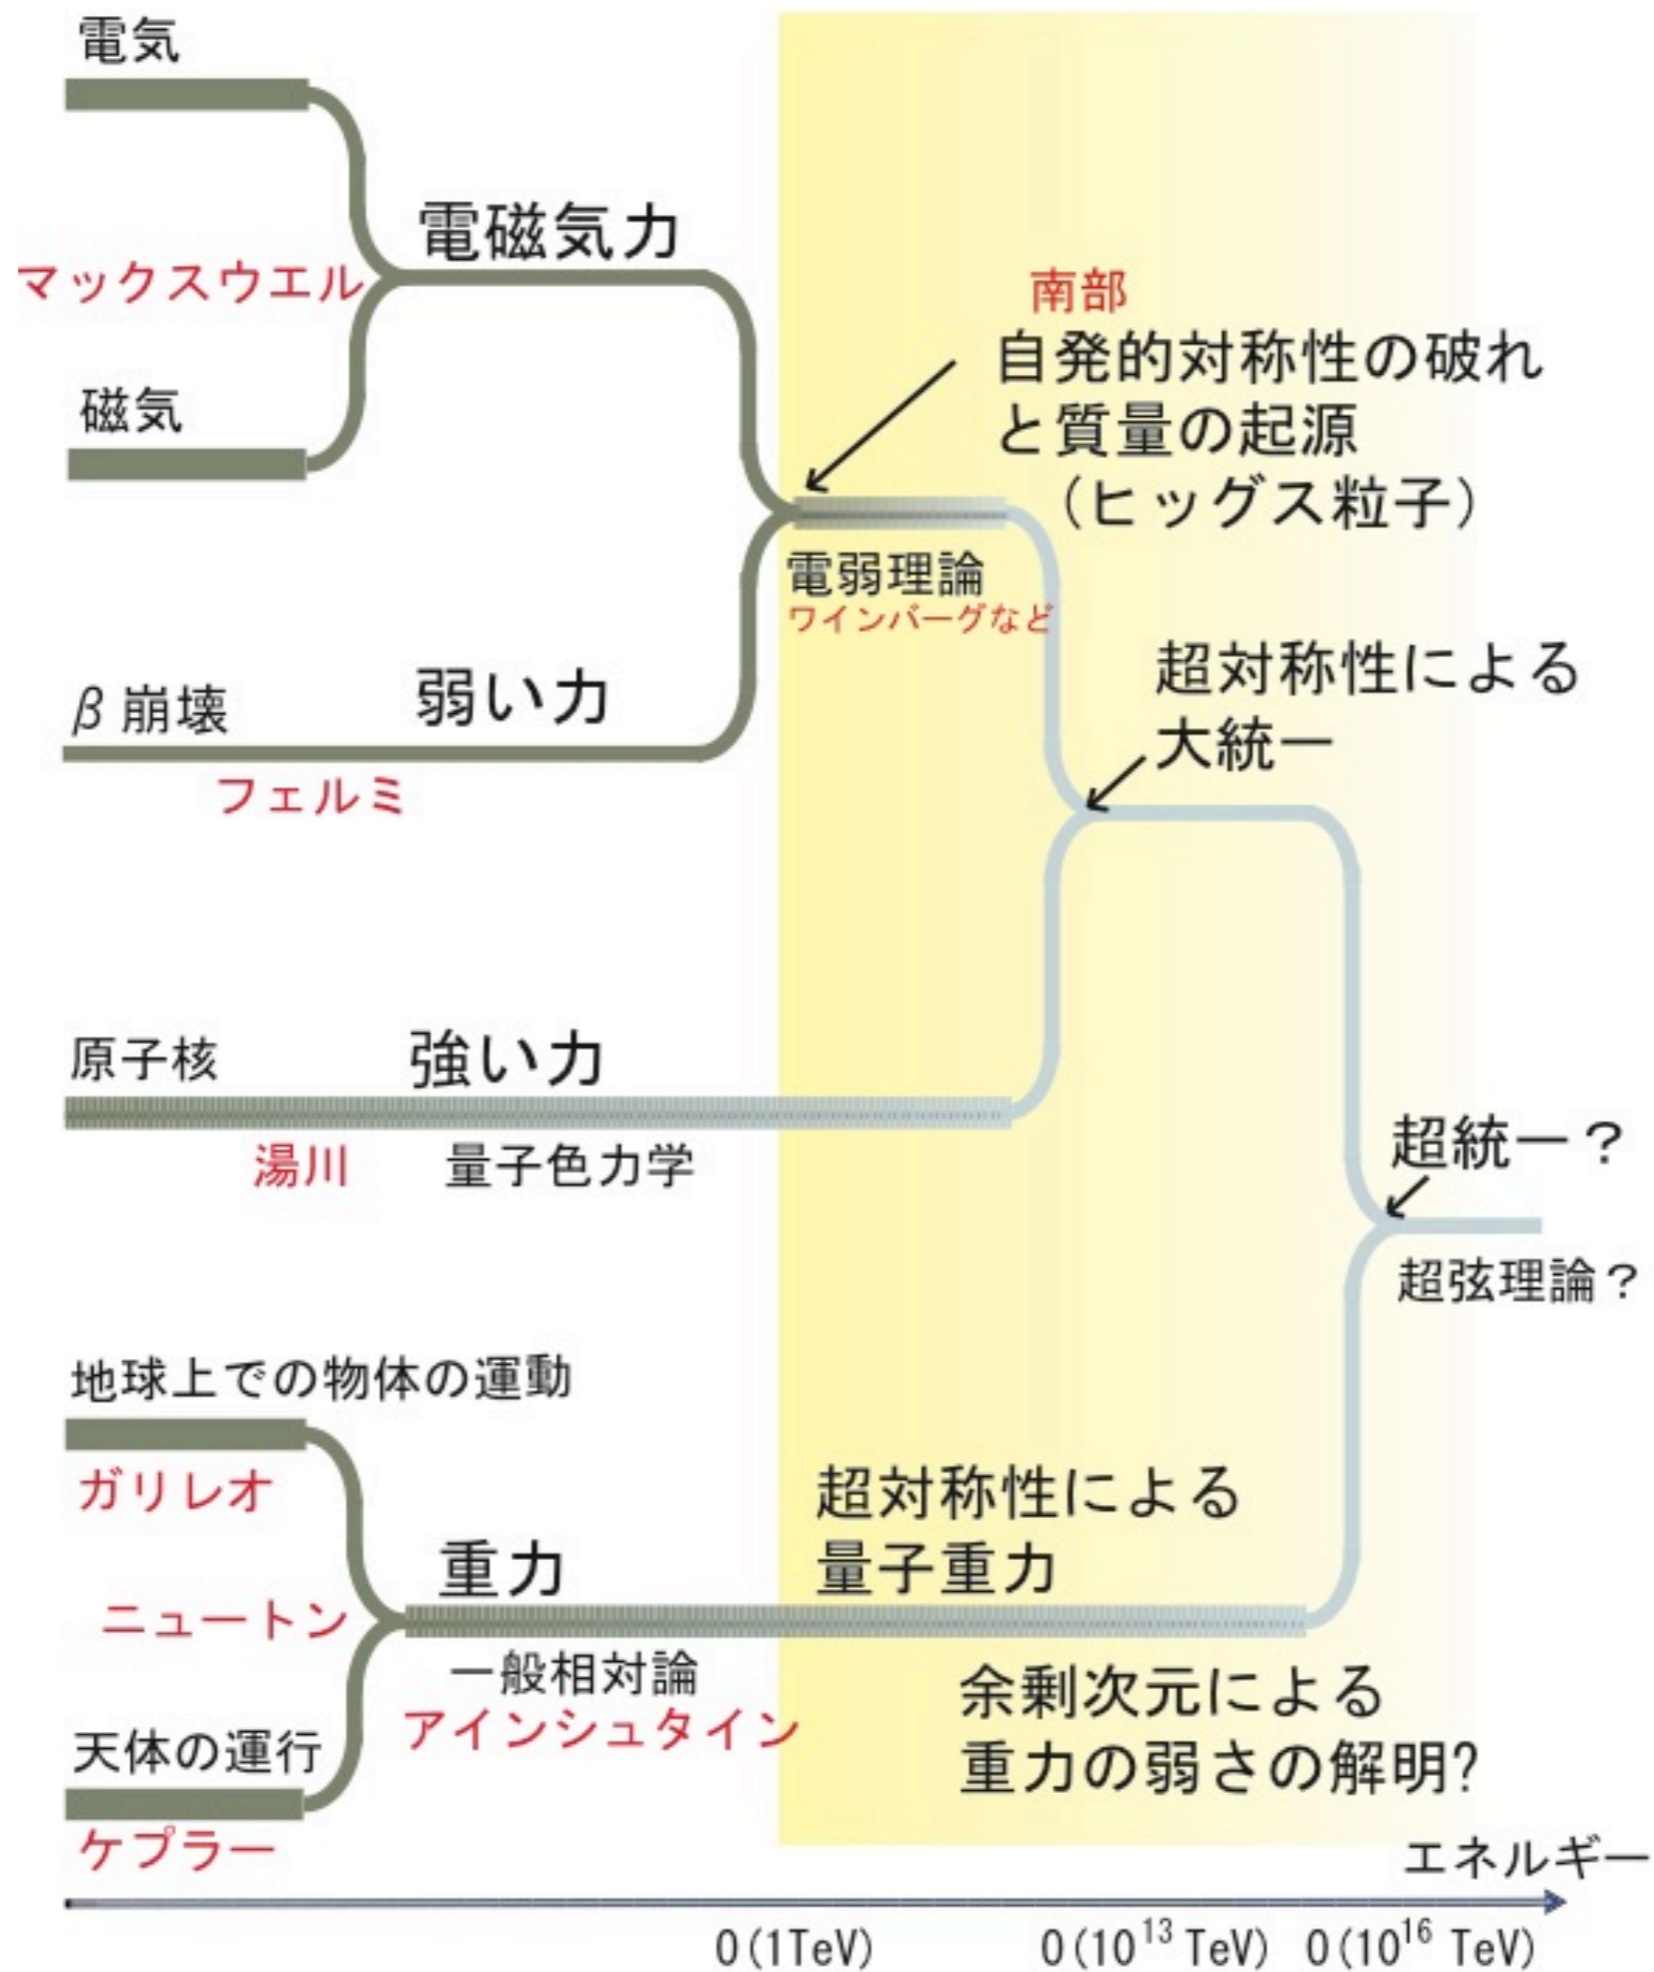 電気
電磁気力
マックスウエル
磁気
南部
自発的対称性の破れ
と質量の起源
（ヒッグス粒子）
電弱理論
ワインバーグなど
β崩壊
弱い力
フェルミ
超対称性による
大統一
原子核
強い力
湯川
量子色力学
超統一？
超弦理論？
地球上での物体の運動
ガリレオ
ニュートン
重力
一般相対論
アインシュタイン
超対称性による
量子重力
余剰次元による
重力の弱さの解明?
天体の運行
ケプラー
エネルギー
O(1TeV)
O(10¹³ TeV)
O(10¹⁶ TeV)